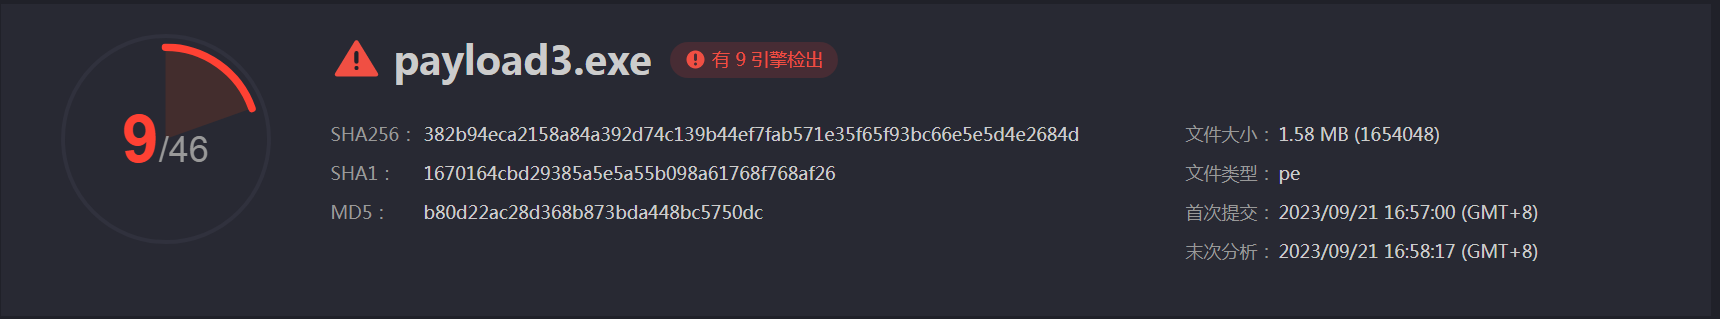 payload3.exe
有 9 引擎检出
9/46
SHA256： 382b94eca2158a84a392d74c139b44ef7fab571e35f65f93bc66e5e5d4e2684d
SHA1： 1670164cbd29385a5e5a55b098a61768f768af26
MD5： b80d22ac28d368b873bda448bc5750dc
文件大小： 1.58 MB (1654048)
文件类型： pe
首次提交： 2023/09/21 16:57:00 (GMT+8)
末次分析： 2023/09/21 16:58:17 (GMT+8)